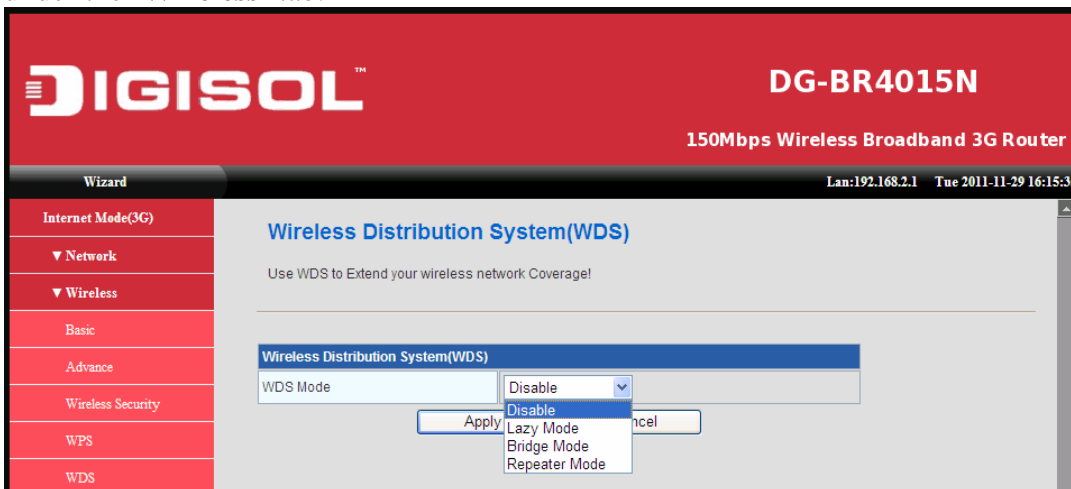 DIGISOL™
DG-BR4015N
150Mbps Wireless Broadband 3G Router
Wizard
Lan:192.168.2.1 Tue 2011-11-29 16:15:3
Internet Mode(3G)
▼ Network
▼ Wireless
Basic
Advance
Wireless Security
WPS
WDS
Wireless Distribution System(WDS)
Use WDS to Extend your wireless network Coverage!
Wireless Distribution System(WDS)
WDS Mode
Disable
Disable
Lazy Mode
Bridge Mode
Repeater Mode
Apply
ncel